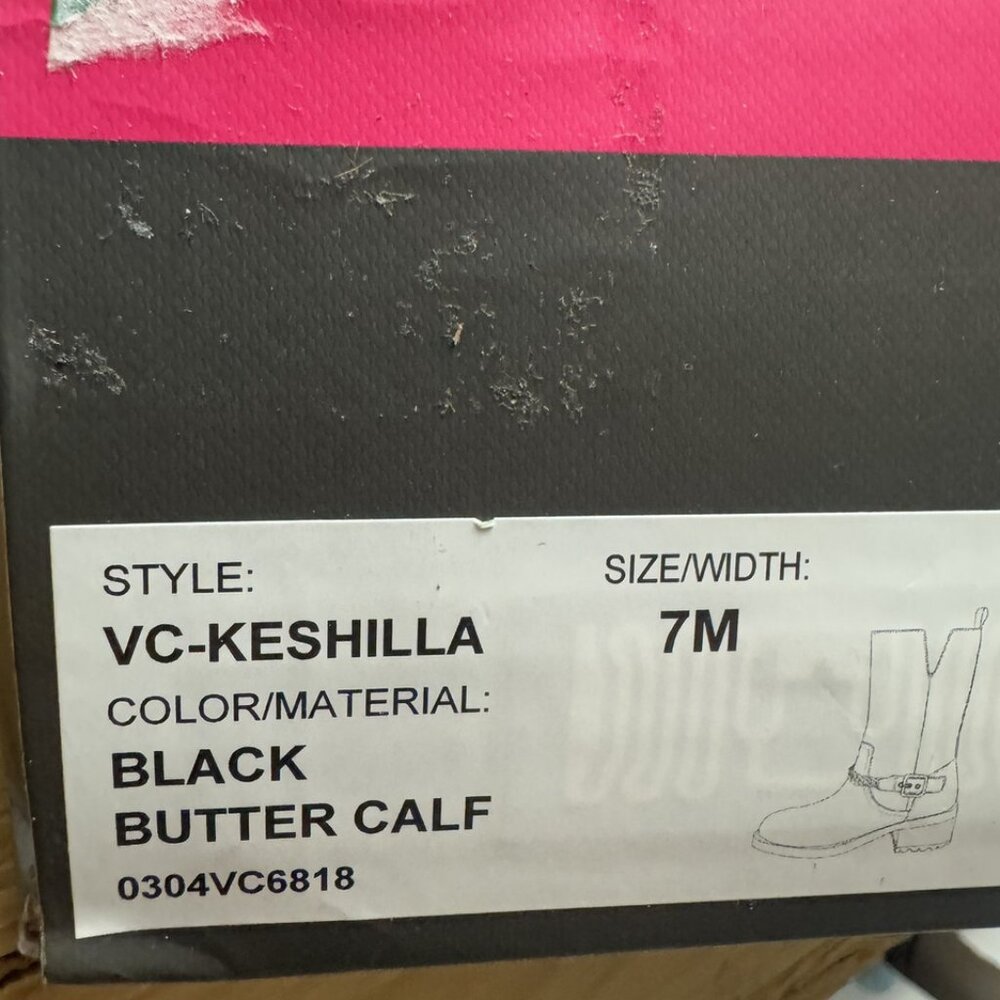 STYLE:
VC-KESHILLA
COLOR/MATERIAL:
BLACK
BUTTER CALF
0304VC6818
SIZE/WIDTH:
7M